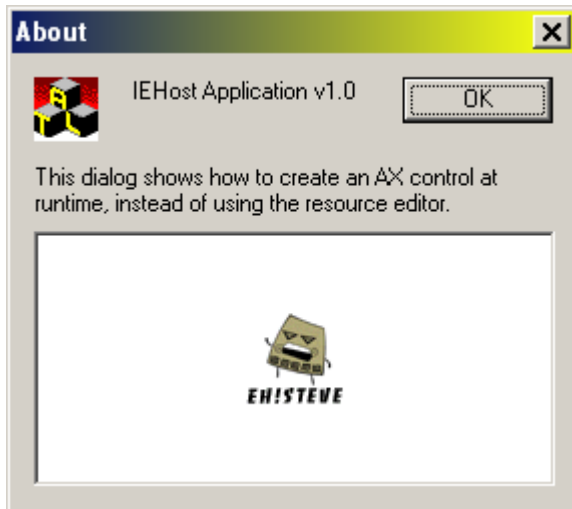 About
ATL
IEHost Application v1.0
OK
This dialog shows how to create an AX control at
runtime, instead of using the resource editor.
EH!STEVE